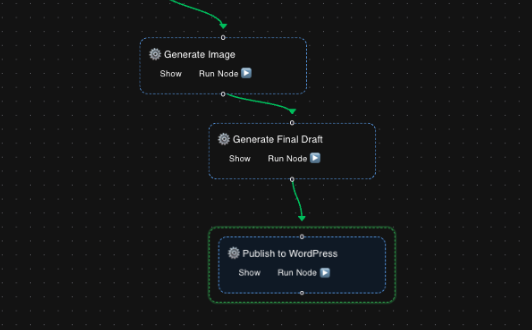 Generate Image
Show Run Node
Generate Final Draft
Show Run Node
Publish to WordPress
Show Run Node